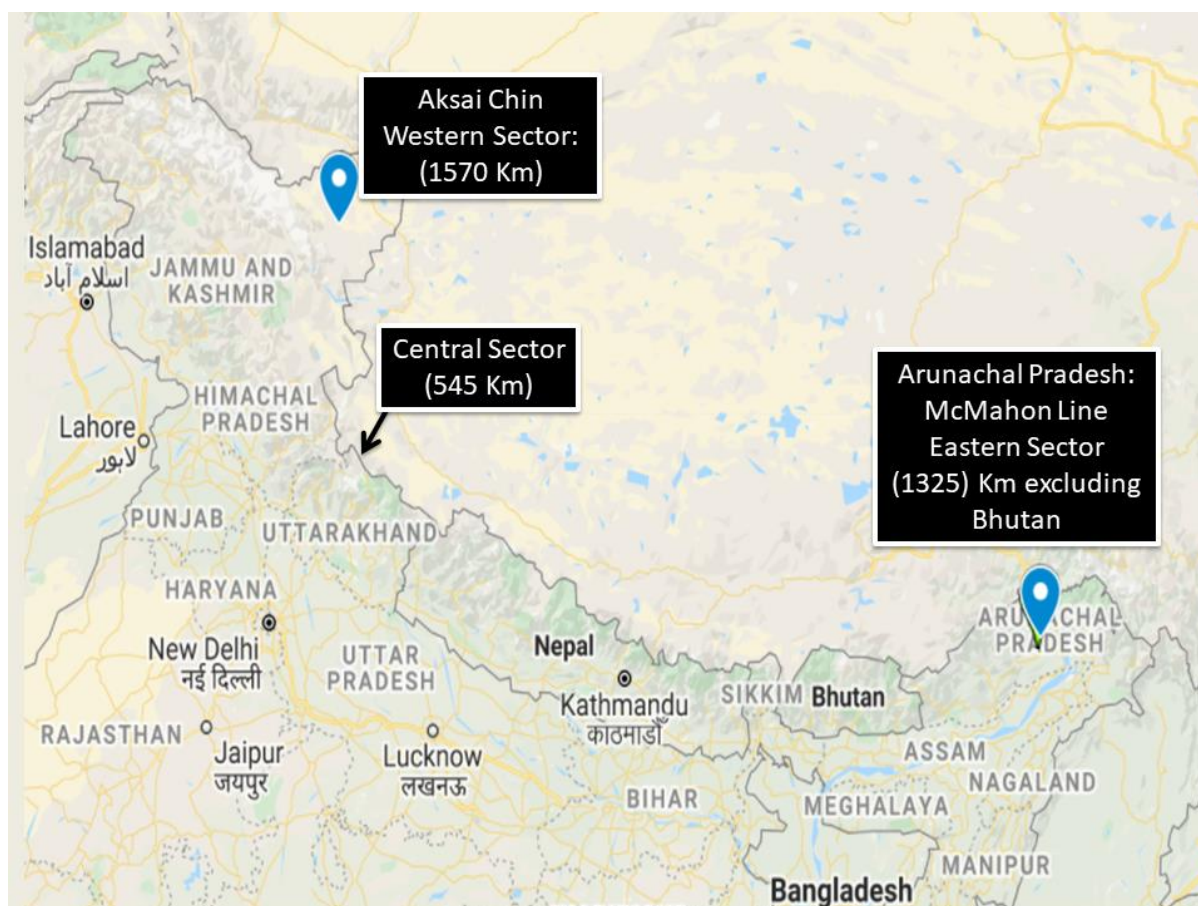 Aksai Chin
Western Sector:
(1570 Km)
Islamabad
اسلام آباد
JAMMU AND
KASHMIR
Central Sector
(545 Km)
Arunachal Pradesh:
McMahon Line
Eastern Sector
(1325) Km excluding
Bhutan
HIMACHAL
PRADESH
Lahore
لاہور
PUNJAB
UTTARAKHAND
HARYANA
New Delhi
नई दिल्ली
UTTAR
PRADESH
Nepal
Kathmandu
काठमाडौं
SIKKIM
Bhutan
ARUNACHAL
PRADESH
RAJASTHAN
Jaipur
जयपुर
Lucknow
लखनऊ
ASSAM
NAGALAND
BIHAR
MEGHALAYA
MANIPUR
Bangladesh